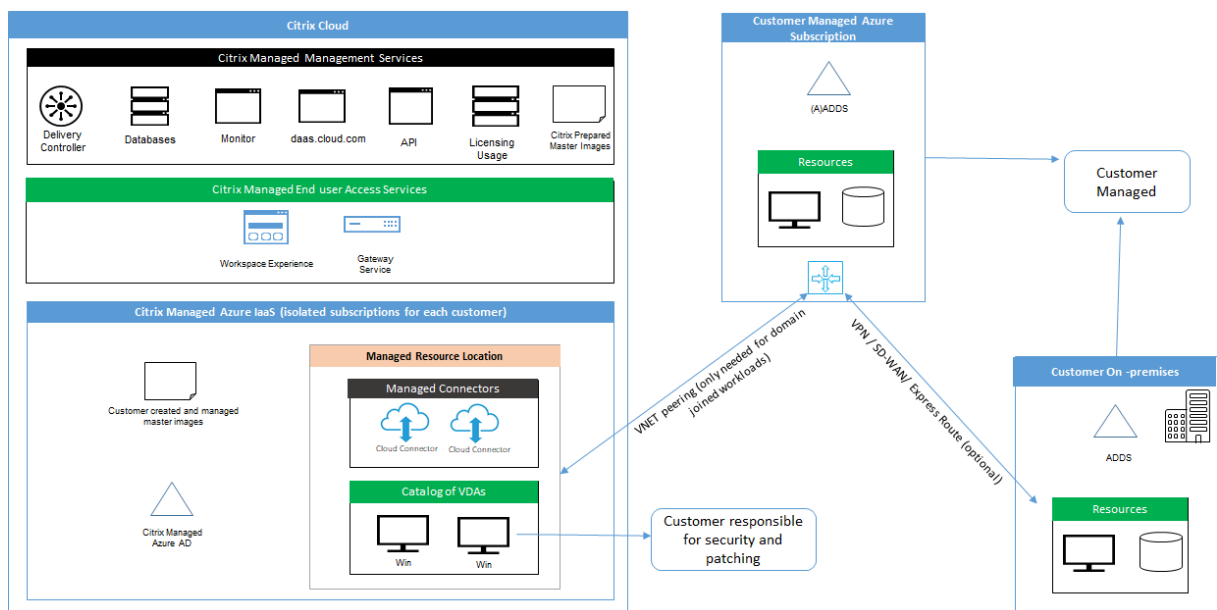 Citrix Cloud
Citrix Managed Management Services
Delivery
Controller
Databases
Monitor
daas.cloud.com
API
Licensing
Usage
Citrix Prepared
Master Images
Citrix Managed End user Access Services
Workspace Experience
Gateway
Service
Citrix Managed Azure IaaS (isolated subscriptions for each customer)
Customer created and managed
master images
Citrix Managed
Azure AD
Managed Resource Location
Managed Connectors
Cloud Connector
Cloud Connector
Catalog of VDAs
Win
Win
Customer responsible
for security and
patching
VNET peering (only needed for domain
joined workloads)
Customer Managed Azure
Subscription
(A)ADDS
Resources
VPN / SD-WAN/ Express Route (optional)
Customer
Managed
Customer On -premises
ADDS
Resources